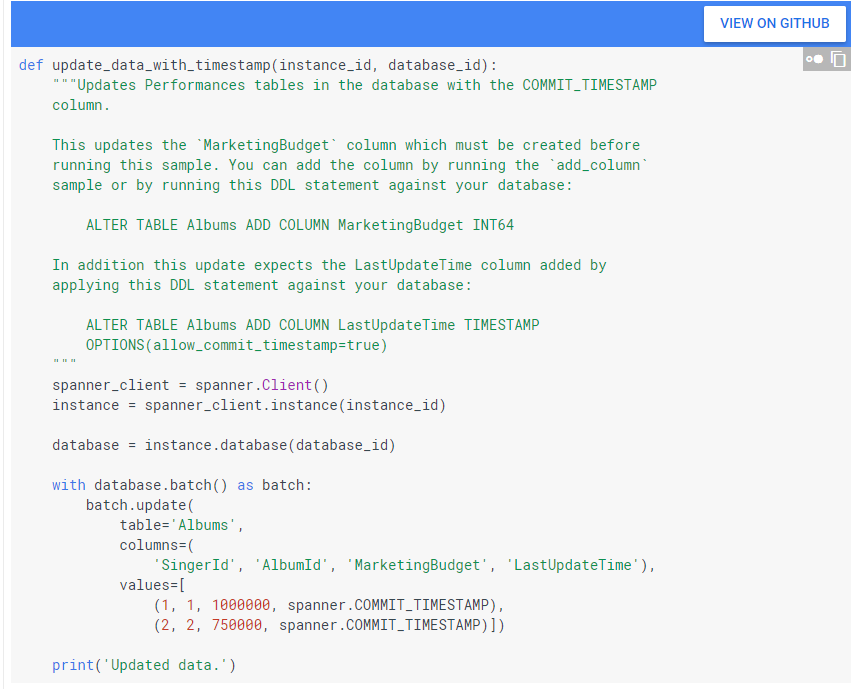 VIEW ON GITHUB
def update_data_with_timestamp(instance_id, database_id):
    """Updates Performances tables in the database with the COMMIT_TIMESTAMP
    column.

    This updates the `MarketingBudget` column which must be created before
    running this sample. You can add the column by running the `add_column`
    sample or by running this DDL statement against your database:

        ALTER TABLE Albums ADD COLUMN MarketingBudget INT64

    In addition this update expects the LastUpdateTime column added by
    applying this DDL statement against your database:

        ALTER TABLE Albums ADD COLUMN LastUpdateTime TIMESTAMP
        OPTIONS(allow_commit_timestamp=true)
    """
    spanner_client = spanner.Client()
    instance = spanner_client.instance(instance_id)

    database = instance.database(database_id)

    with database.batch() as batch:
        batch.update(
            table='Albums',
            columns=(
                'SingerId', 'AlbumId', 'MarketingBudget', 'LastUpdateTime'),
            values=[
                (1, 1, 1000000, spanner.COMMIT_TIMESTAMP),
                (2, 2, 750000, spanner.COMMIT_TIMESTAMP)])

    print('Updated data.')